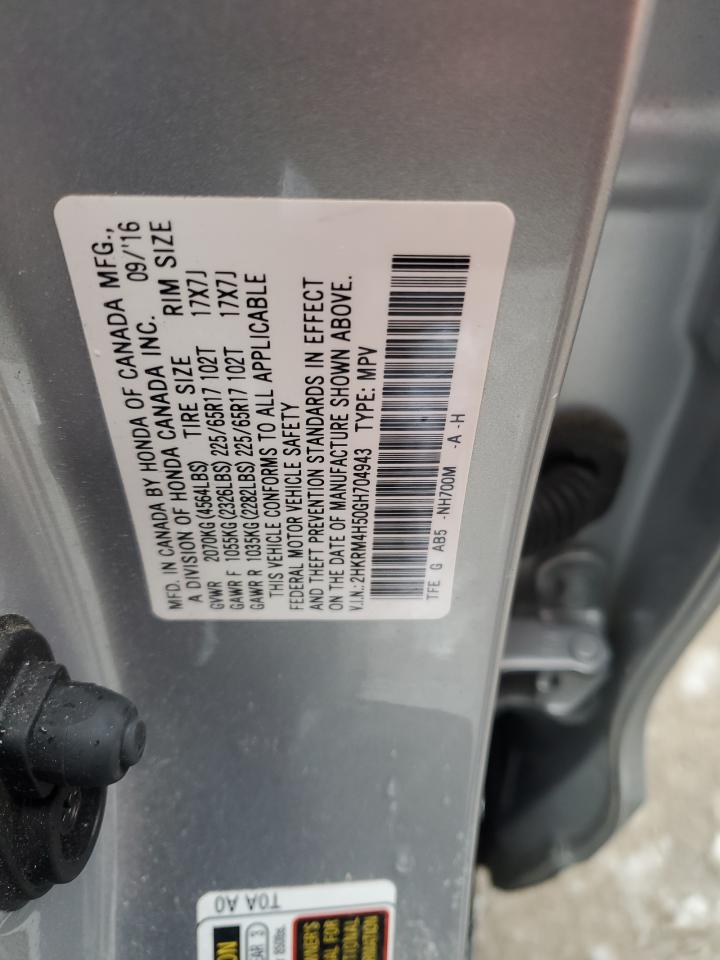 MFD. IN CANADA BY HONDA OF CANADA MFG.,
A DIVISION OF HONDA CANADA INC. 09/'16
TIRE SIZE RIM SIZE
GVWR 2070KG(4564LBS)
GAWR F 1055KG(2326LBS) 225/65R17 102T 17X7J
GAWR R 1035KG(2282LBS) 225/65R17 102T 17X7J
THIS VEHICLE CONFORMS TO ALL APPLICABLE
FEDERAL MOTOR VEHICLE SAFETY
AND THEFT PREVENTION STANDARDS IN EFFECT
ON THE DATE OF MANUFACTURE SHOWN ABOVE.
V.I.N.: 2HKRM4H50GH704943 TYPE: MPV
TFE G AB5 -NH700M -A -H
T0A A0